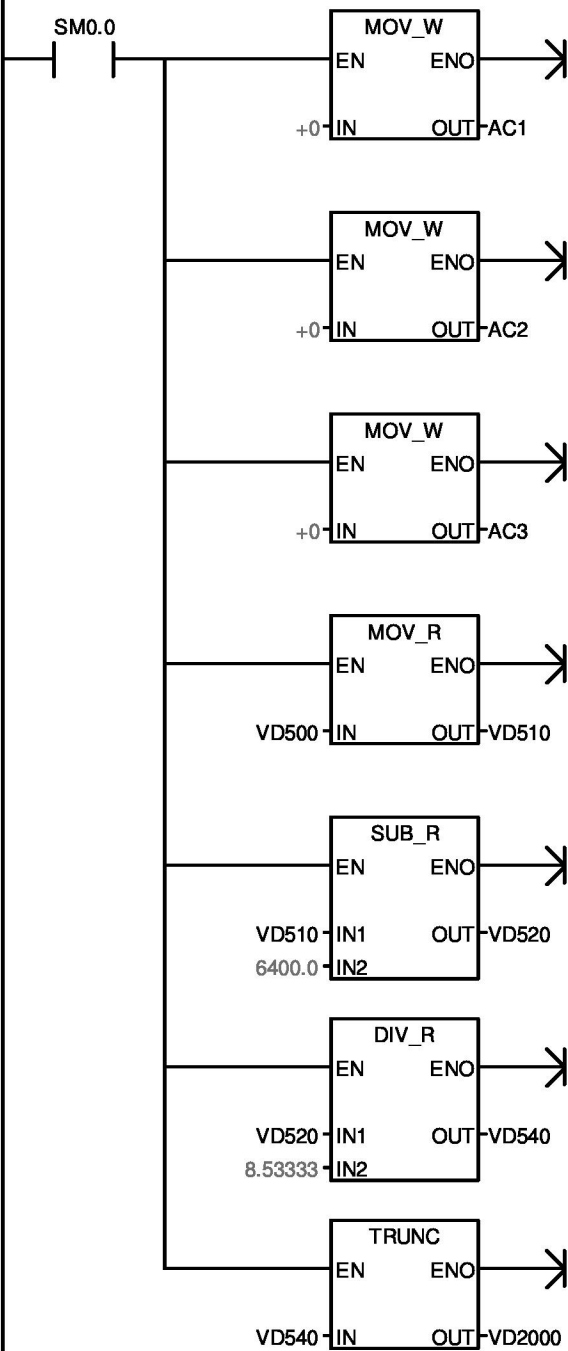 SM0.0
MOV_W
EN ENO
+0 IN OUT AC1
MOV_W
EN ENO
+0 IN OUT AC2
MOV_W
EN ENO
+0 IN OUT AC3
MOV_R
EN ENO
VD500 IN OUT VD510
SUB_R
EN ENO
VD510 IN1 OUT VD520
6400.0 IN2
DIV_R
EN ENO
VD520 IN1 OUT VD540
8.53333 IN2
TRUNC
EN ENO
VD540 IN OUT VD2000